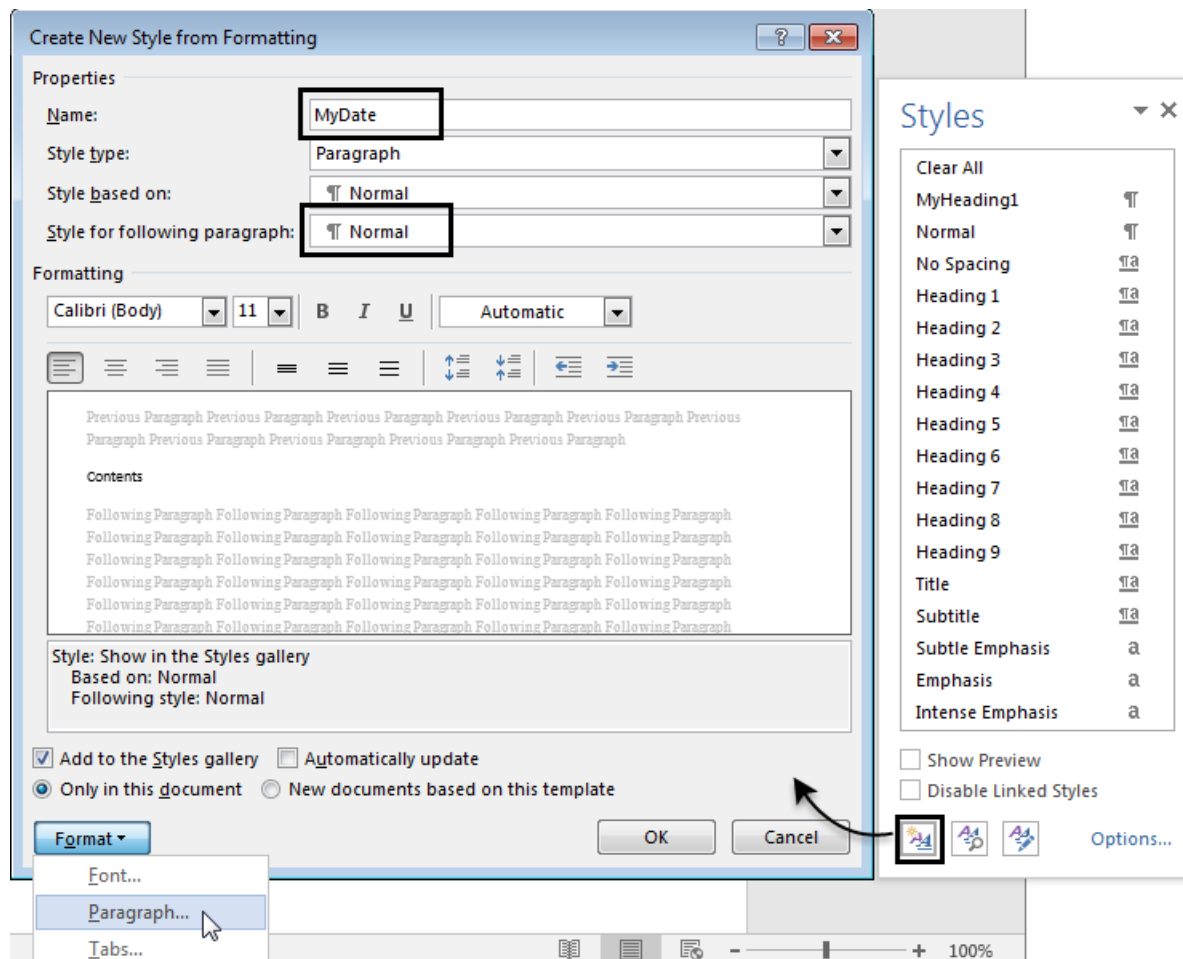 Create New Style from Formatting
Properties
Name:
MyDate
Style type:
Paragraph
Style based on:
¶ Normal
Style for following paragraph:
¶ Normal
Formatting
Calibri (Body)
11
B I U
Automatic
Previous Paragraph Previous Paragraph Previous Paragraph Previous Paragraph Previous Paragraph Previous
Paragraph Previous Paragraph Previous Paragraph Previous Paragraph Previous Paragraph
Contents
Following Paragraph Following Paragraph Following Paragraph Following Paragraph Following Paragraph
Following Paragraph Following Paragraph Following Paragraph Following Paragraph Following Paragraph
Following Paragraph Following Paragraph Following Paragraph Following Paragraph Following Paragraph
Following Paragraph Following Paragraph Following Paragraph Following Paragraph Following Paragraph
Following Paragraph Following Paragraph Following Paragraph Following Paragraph Following Paragraph
Following Paragraph Following Paragraph Following Paragraph Following Paragraph Following Paragraph
Style: Show in the Styles gallery
Based on: Normal
Following style: Normal
Add to the Styles gallery
Automatically update
Only in this document
New documents based on this template
Format
OK
Cancel
Font...
Paragraph...
Tabs...
Styles
Clear All
MyHeading1 ¶
Normal ¶
No Spacing ¶a
Heading 1 ¶a
Heading 2 ¶a
Heading 3 ¶a
Heading 4 ¶a
Heading 5 ¶a
Heading 6 ¶a
Heading 7 ¶a
Heading 8 ¶a
Heading 9 ¶a
Title ¶a
Subtitle ¶a
Subtle Emphasis a
Emphasis a
Intense Emphasis a
Show Preview
Disable Linked Styles
Options...
100%